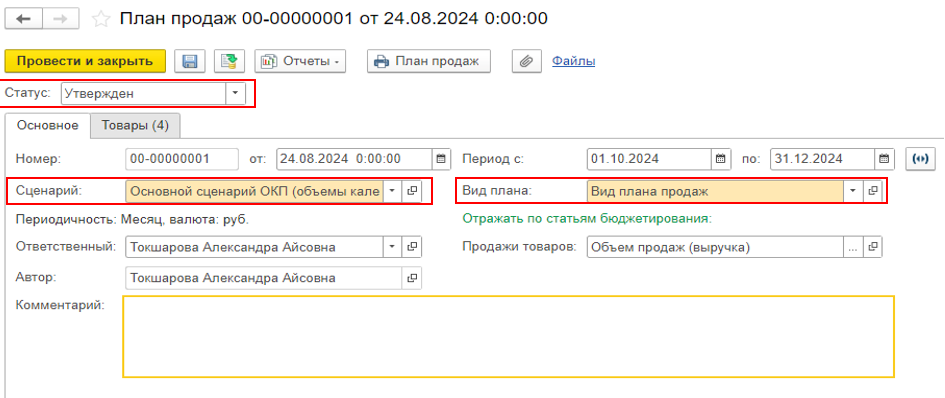 План продаж 00-00000001 от 24.08.2024 0:00:00
Провести и закрыть Отчеты План продаж Файлы
Статус: Утвержден
Основное Товары (4)
Номер: 00-00000001 от: 24.08.2024 0:00:00 Период с: 01.10.2024 по: 31.12.2024
Сценарий: Основной сценарий ОКП (объемы кале Вид плана: Вид плана продаж
Периодичность: Месяц, валюта: руб. Отражать по статьям бюджетирования:
Ответственный: Токшарова Александра Айсовна Продажи товаров: Объем продаж (выручка) ...
Автор: Токшарова Александра Айсовна
Комментарий: